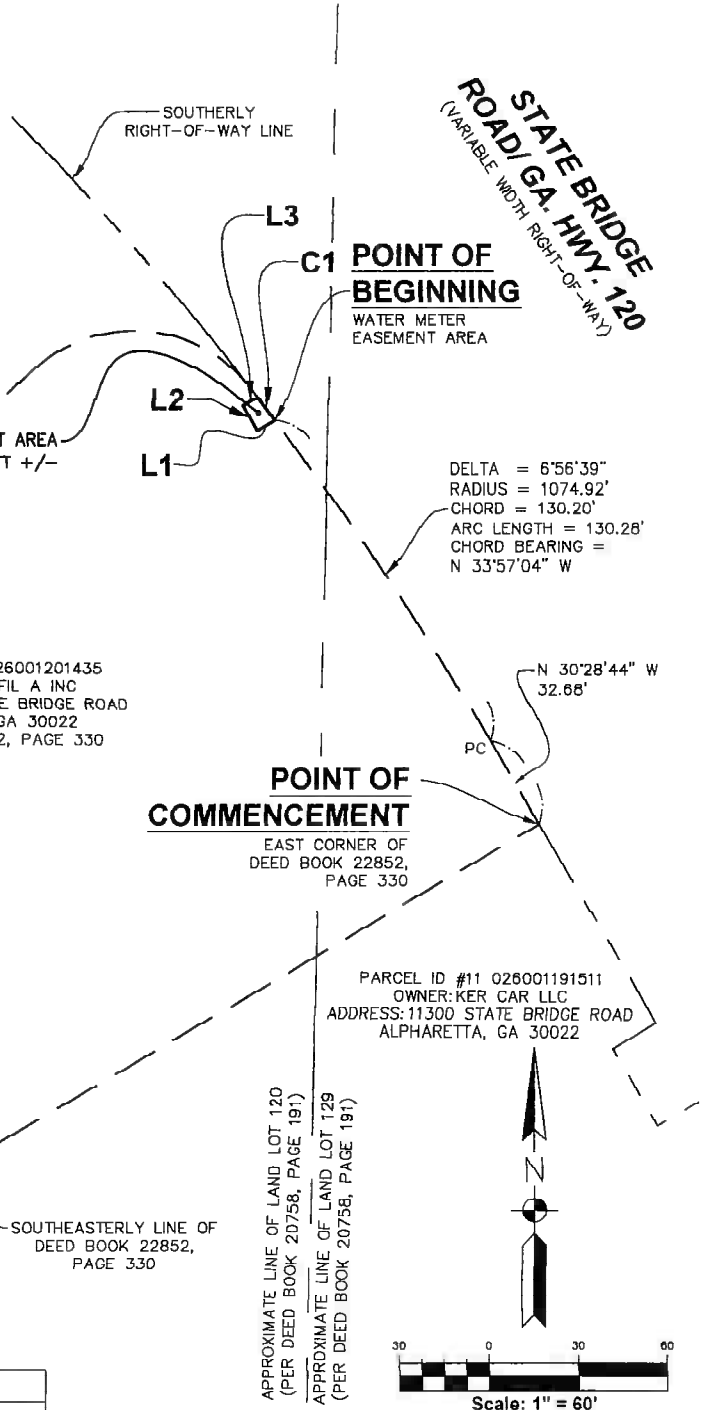 SOUTHERLY
RIGHT-OF-WAY LINE
STATE BRIDGE
ROAD/ GA. HWY. 120
(VARIABLE WIDTH RIGHT-OF-WAY)
L3
C1
POINT OF
BEGINNING
WATER METER
EASEMENT AREA
L2
L1
AREA
+/-
DELTA = 6°56'39"
RADIUS = 1074.92'
CHORD = 130.20'
ARC LENGTH = 130.28'
CHORD BEARING =
N 33°57'04" W
26001201435
FIL A INC
BRIDGE ROAD
GA 30022
2, PAGE 330
N 30°28'44" W
32.68'
PC
POINT OF
COMMENCEMENT
EAST CORNER OF
DEED BOOK 22852,
PAGE 330
PARCEL ID #11 026001191511
OWNER: KER CAR LLC
ADDRESS: 11300 STATE BRIDGE ROAD
ALPHARETTA, GA 30022
APPROXIMATE LINE OF LAND LOT 120
(PER DEED BOOK 20758, PAGE 191)
APPROXIMATE LINE OF LAND LOT 129
(PER DEED BOOK 20758, PAGE 191)
N
SOUTHEASTERLY LINE OF
DEED BOOK 22852,
PAGE 330
30 0 30 60
Scale: 1" = 60'